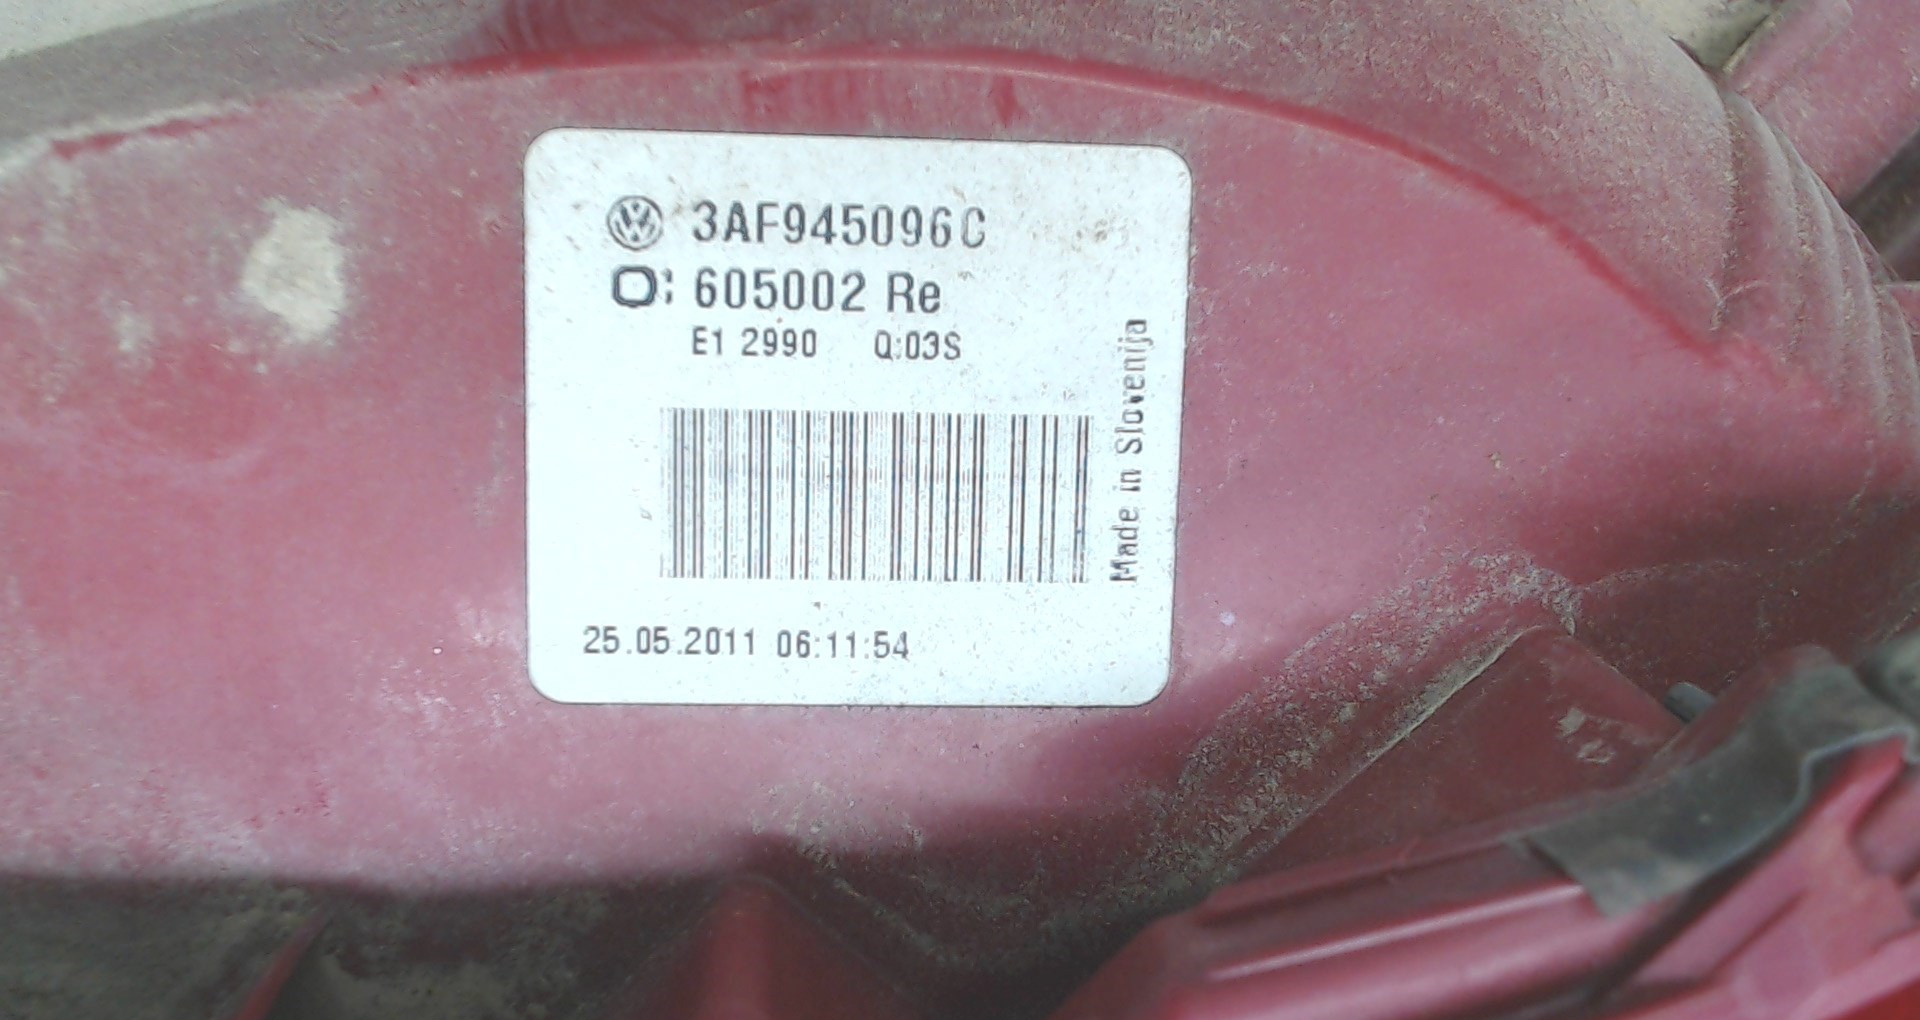 3AF945096C
O: 605002 Re
E1 2990 Q:03S
Made in Slovenija
25.05.2011 06:11:54